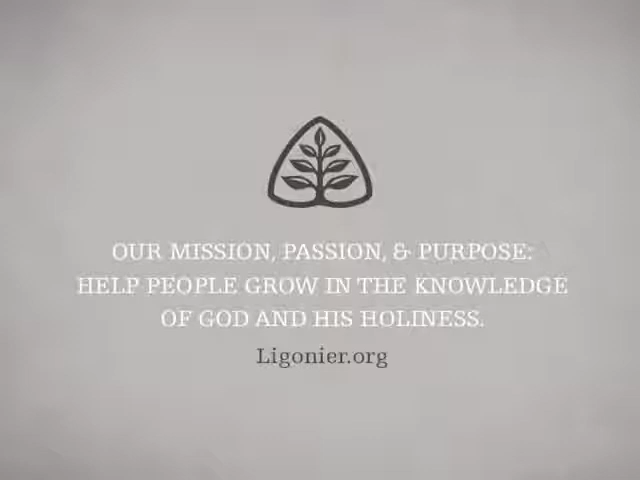 OUR MISSION, PASSION, & PURPOSE:
HELP PEOPLE GROW IN THE KNOWLEDGE
OF GOD AND HIS HOLINESS.
Ligonier.org